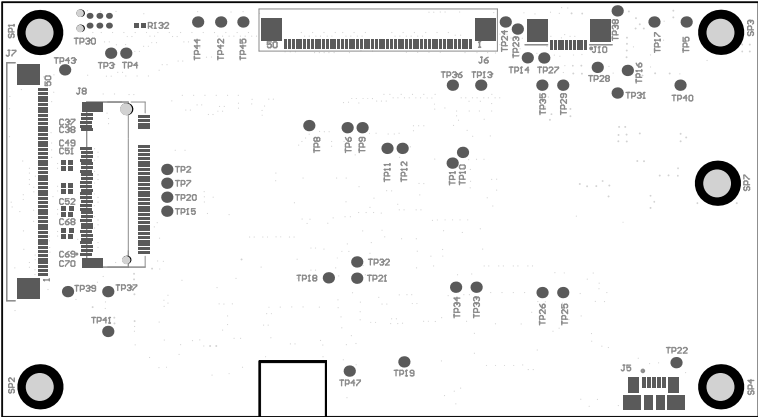 SP1
TP30
RI32
TP44
TP42
TP45
50
1
J6
TP24
TP23
J10
TP38
TP17
TP5
SP3
J7
TP43
TP3
TP4
50
J8
TP36
TP13
TP14
TP27
TP28
TP16
TP35
TP29
TP31
TP40
C37
C38
C49
C51
TP8
TP6
TP9
TP11
TP12
TP1
TP10
TP2
TP7
TP20
TP15
SP7
C52
C68
C69
C70
TP32
TP18
TP21
1
TP39
TP37
TP34
TP33
TP26
TP25
TP41
SP2
TP47
TP19
J5
TP22
SP4